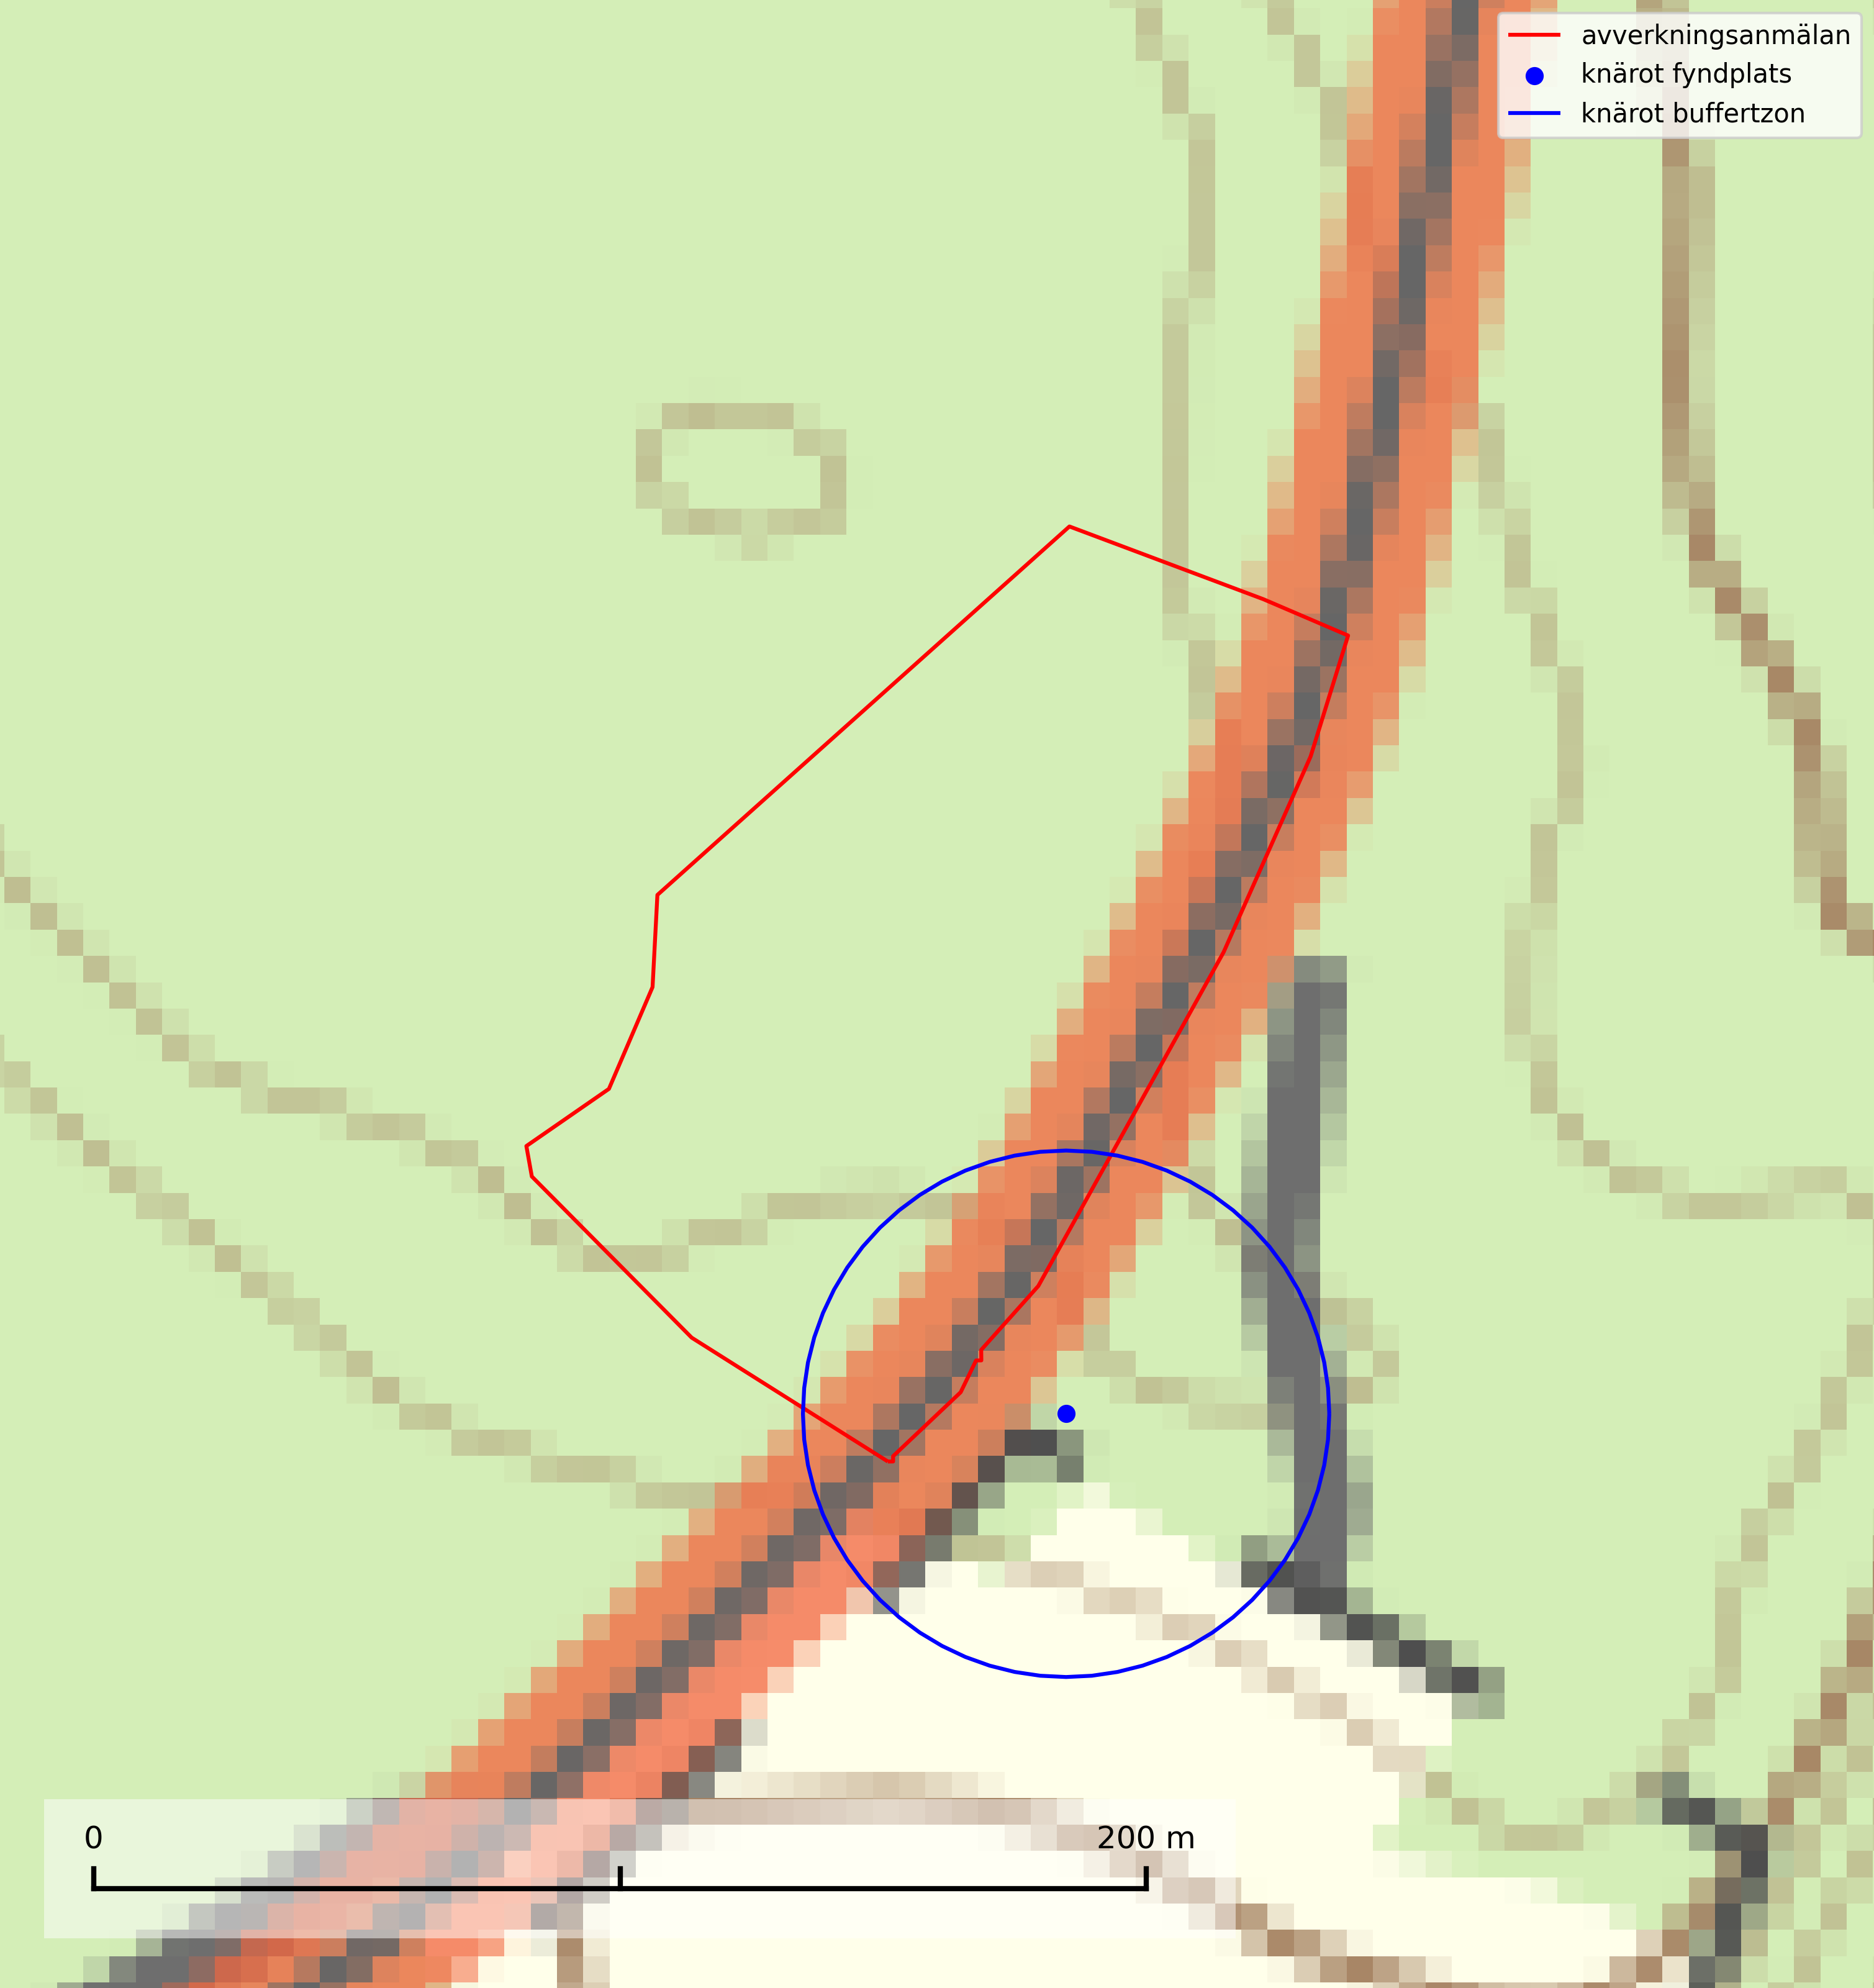 avverkningsanmälan
knärot fyndplats
knärot buffertzon
0
200 m